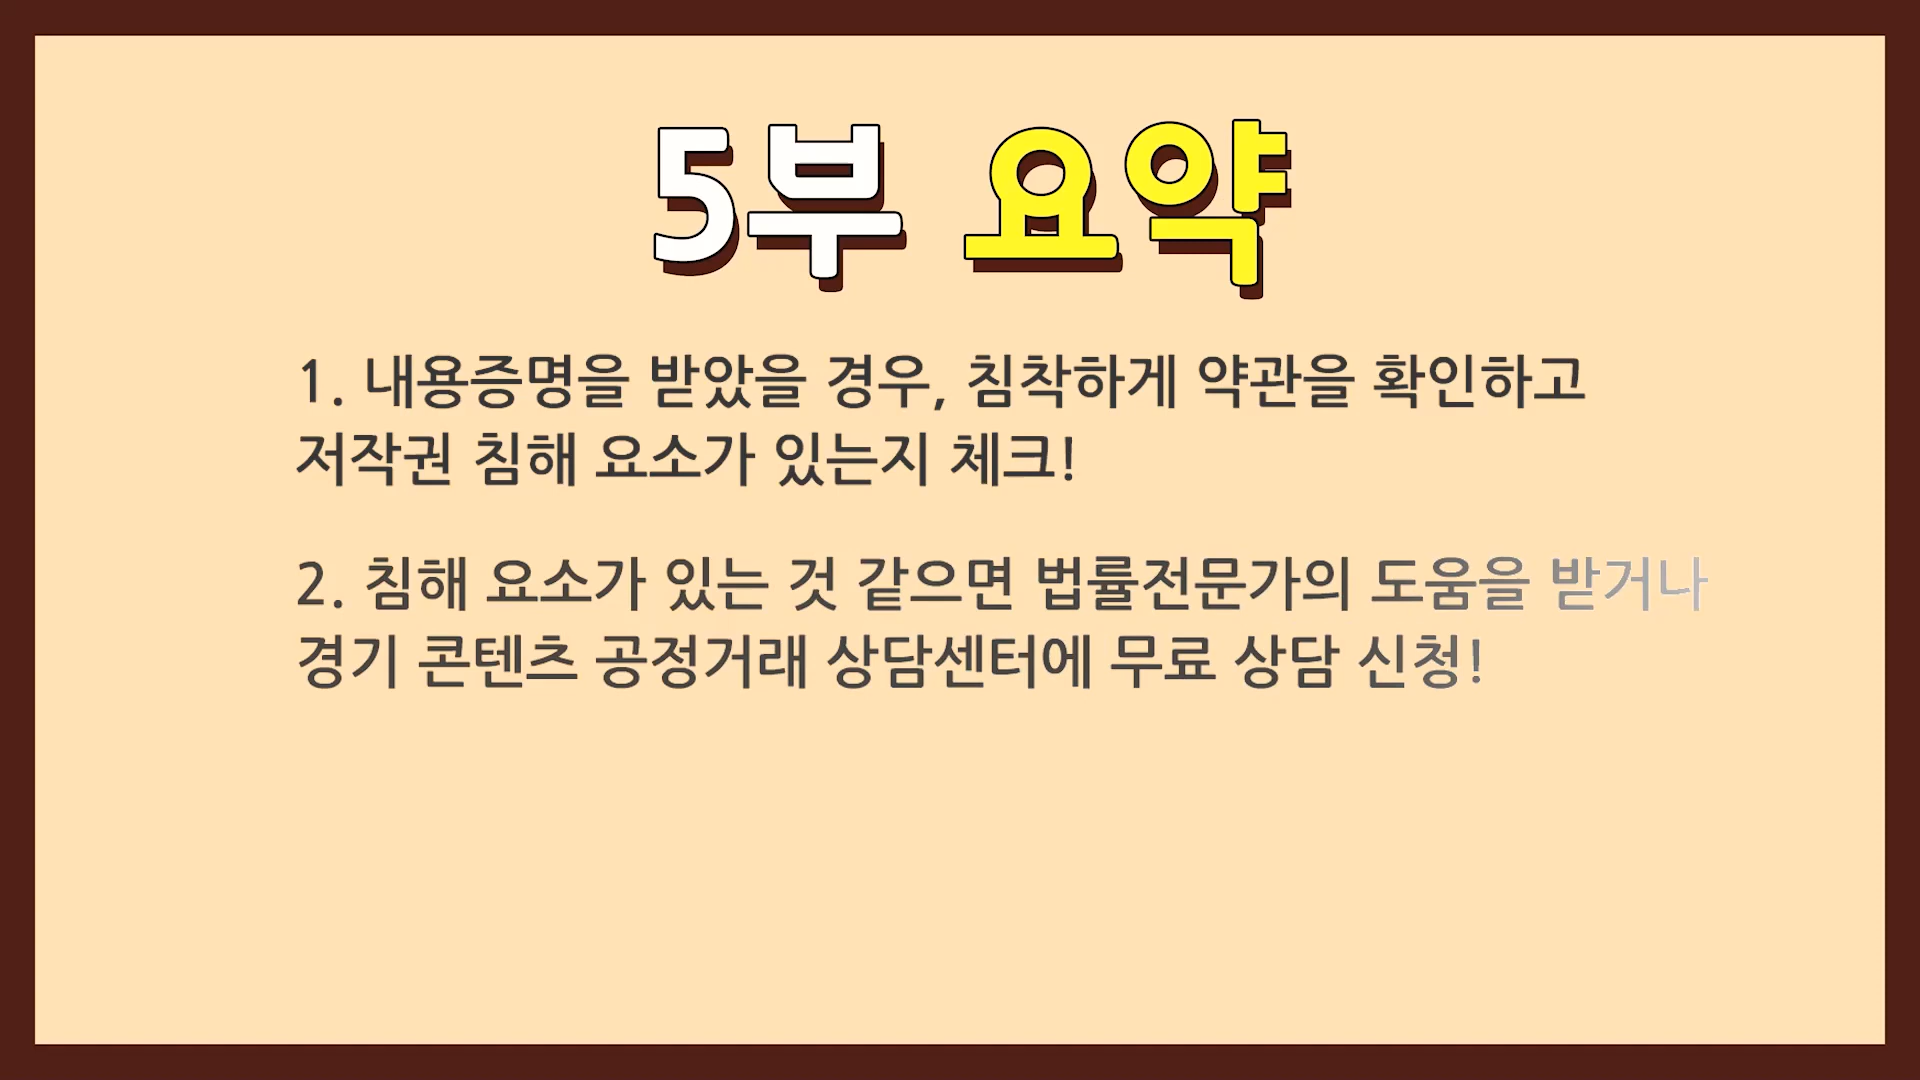 5부 요약
1. 내용증명을 받았을 경우, 침착하게 약관을 확인하고
저작권 침해 요소가 있는지 체크!
2. 침해 요소가 있는 것 같으면 법률전문가의 도움을 받거나
경기 콘텐츠 공정거래 상담센터에 무료 상담 신청!